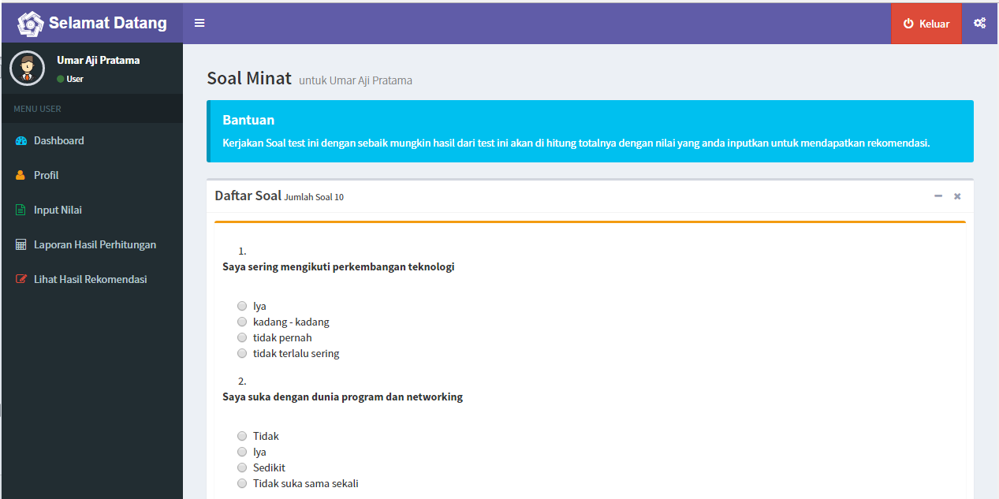 Selamat Datang
Keluar
Umar Aji Pratama
User
MENU USER
Dashboard
Profil
Input Nilai
Laporan Hasil Perhitungan
Lihat Hasil Rekomendasi
Soal Minat untuk Umar Aji Pratama
Bantuan
Kerjakan Soal test ini dengan sebaik mungkin hasil dari test ini akan di hitung totalnya dengan nilai yang anda inputkan untuk mendapatkan rekomendasi.
Daftar Soal Jumlah Soal 10
1.
Saya sering mengikuti perkembangan teknologi
Iya
kadang - kadang
tidak pernah
tidak terlalu sering
2.
Saya suka dengan dunia program dan networking
Tidak
Iya
Sedikit
Tidak suka sama sekali